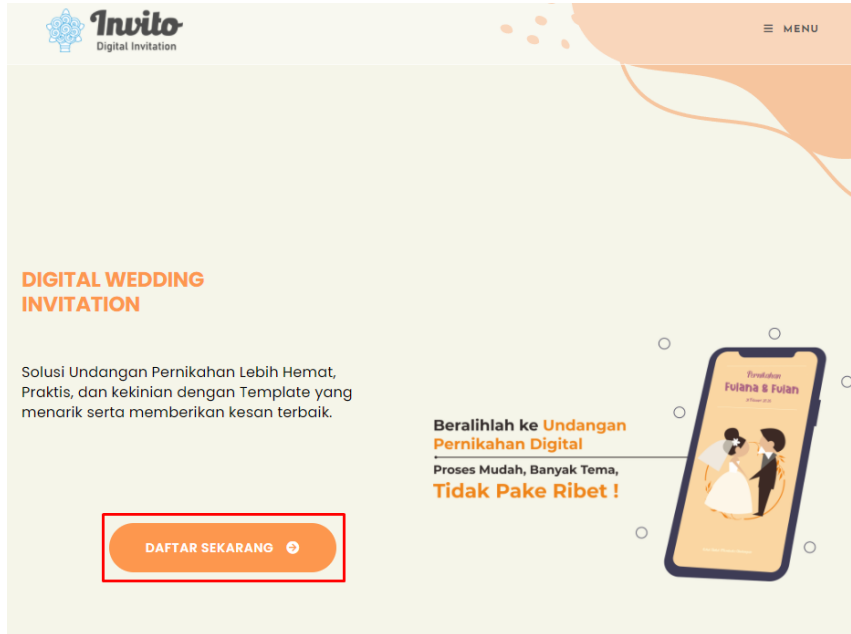 Invito
Digital Invitation
MENU
DIGITAL WEDDING
INVITATION
Solusi Undangan Pernikahan Lebih Hemat,
Praktis, dan kekinian dengan Template yang
menarik serta memberikan kesan terbaik.
DAFTAR SEKARANG
Beralihlah ke Undangan
Pernikahan Digital
Proses Mudah, Banyak Tema,
Tidak Pake Ribet !
Pernikahan
Fulana & Fulan